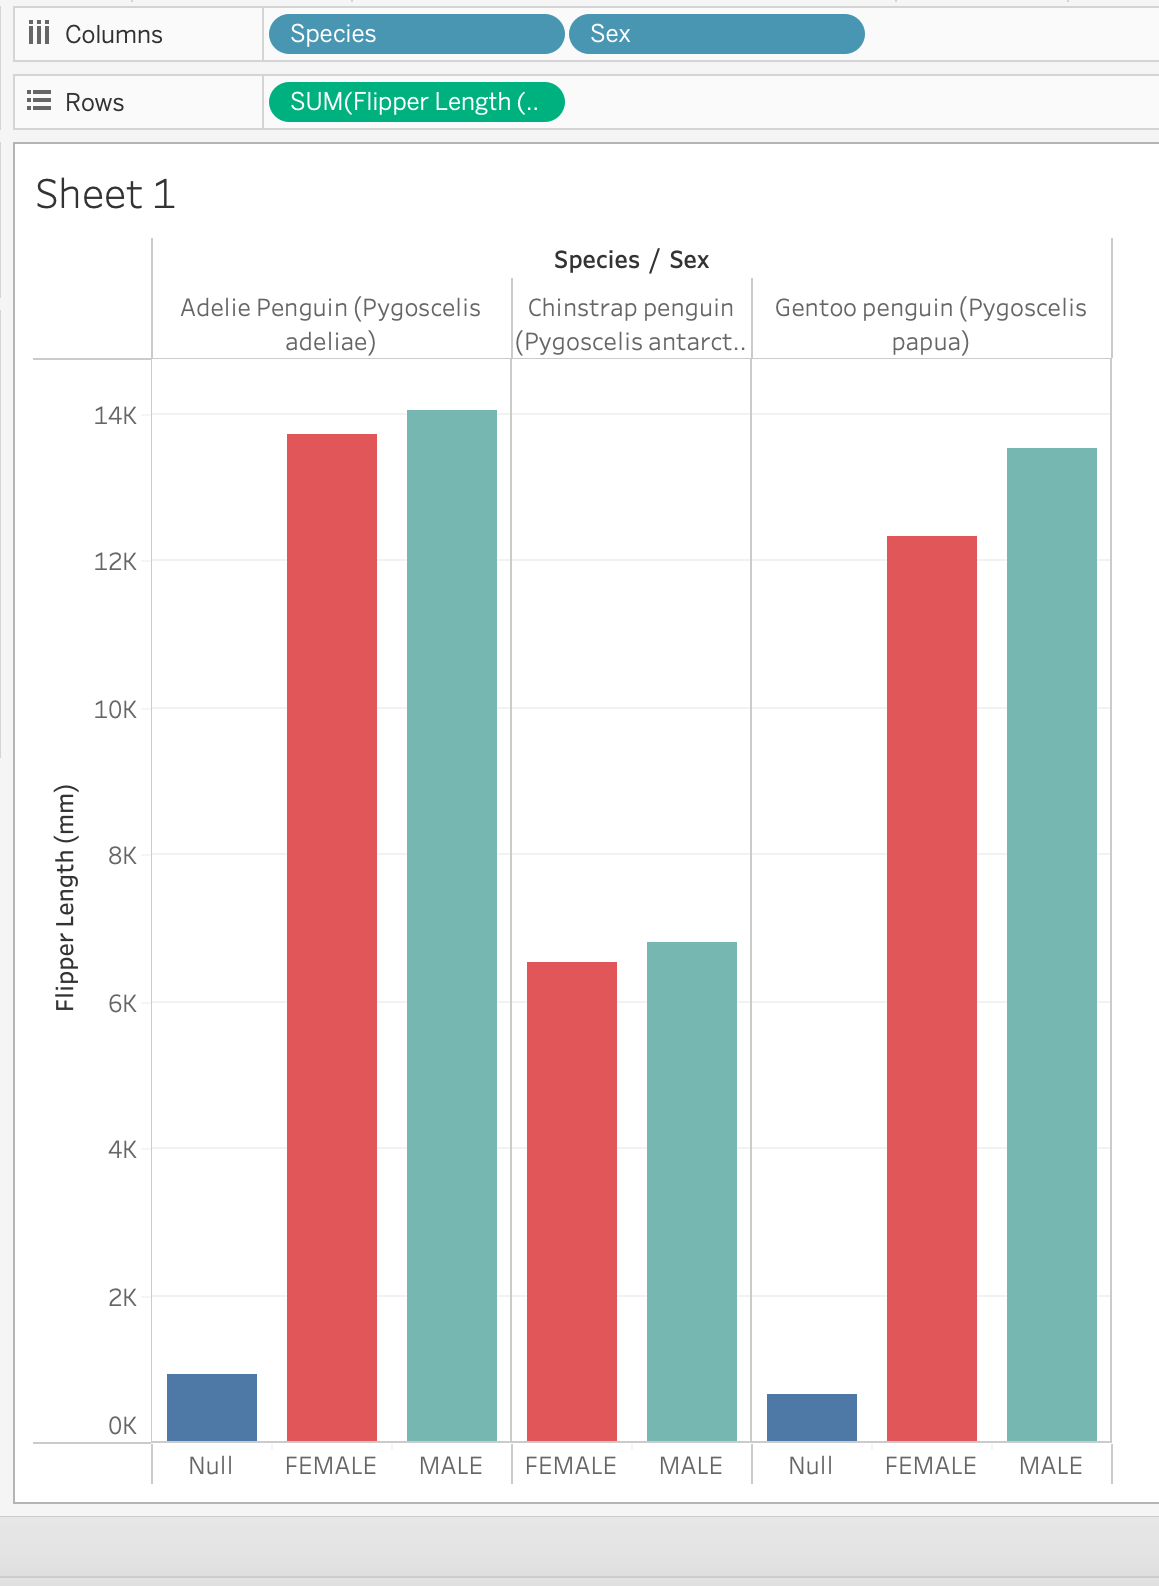 Columns
Species
Sex
Rows
SUM(Flipper Length (..
Sheet 1
Species / Sex
Adelie Penguin (Pygoscelis
adeliae)
Chinstrap penguin
(Pygoscelis antarct..
Gentoo penguin (Pygoscelis
papua)
14K
12K
10K
8K
6K
4K
2K
0K
Flipper Length (mm)
Null
FEMALE
MALE
FEMALE
MALE
Null
FEMALE
MALE